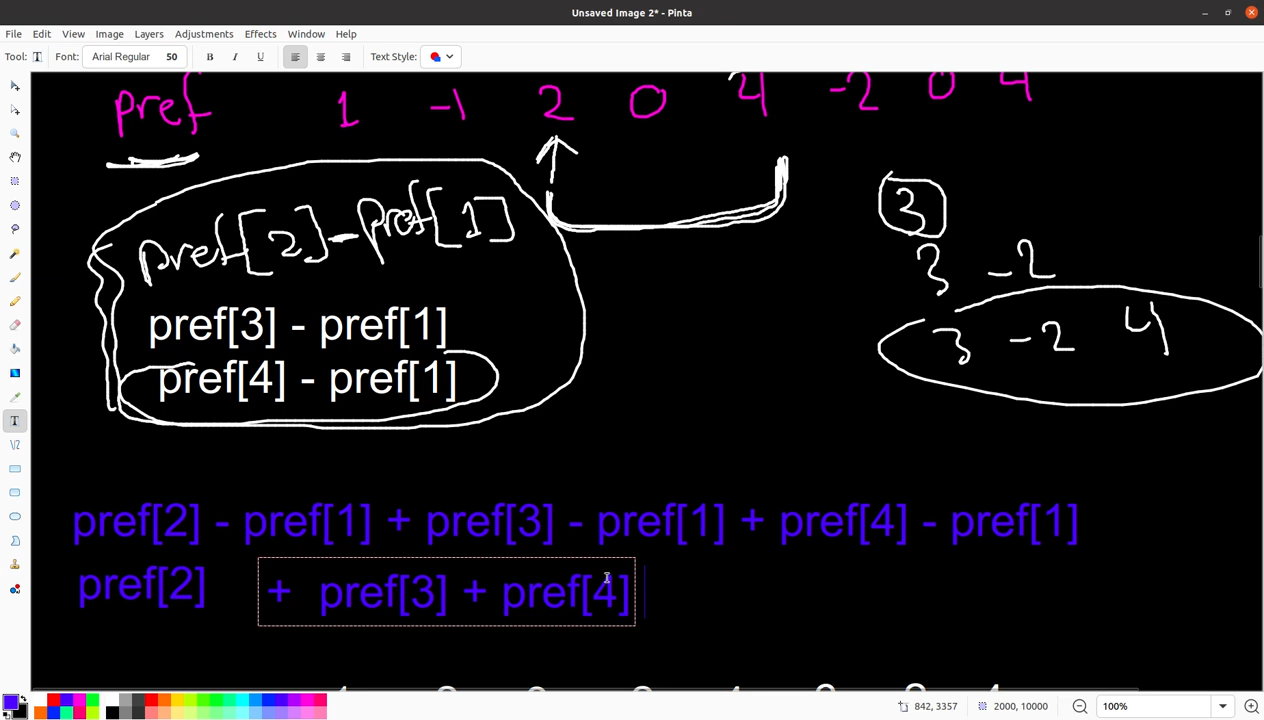 Unsaved Image 2* - Pinta
File Edit View Image Layers Adjustments Effects Window Help
Tool: T Font: Arial Regular 50 B I U Text Style:
pref 1 -1 2 0 4 -2 0 4
pref[2]-pref[1]
3
3 -2
pref[3] - pref[1]
3 -2 4
pref[4] - pref[1]
pref[2] - pref[1] + pref[3] - pref[1] + pref[4] - pref[1]
pref[2] + pref[3] + pref[4]
842, 3357 2000, 10000 100%